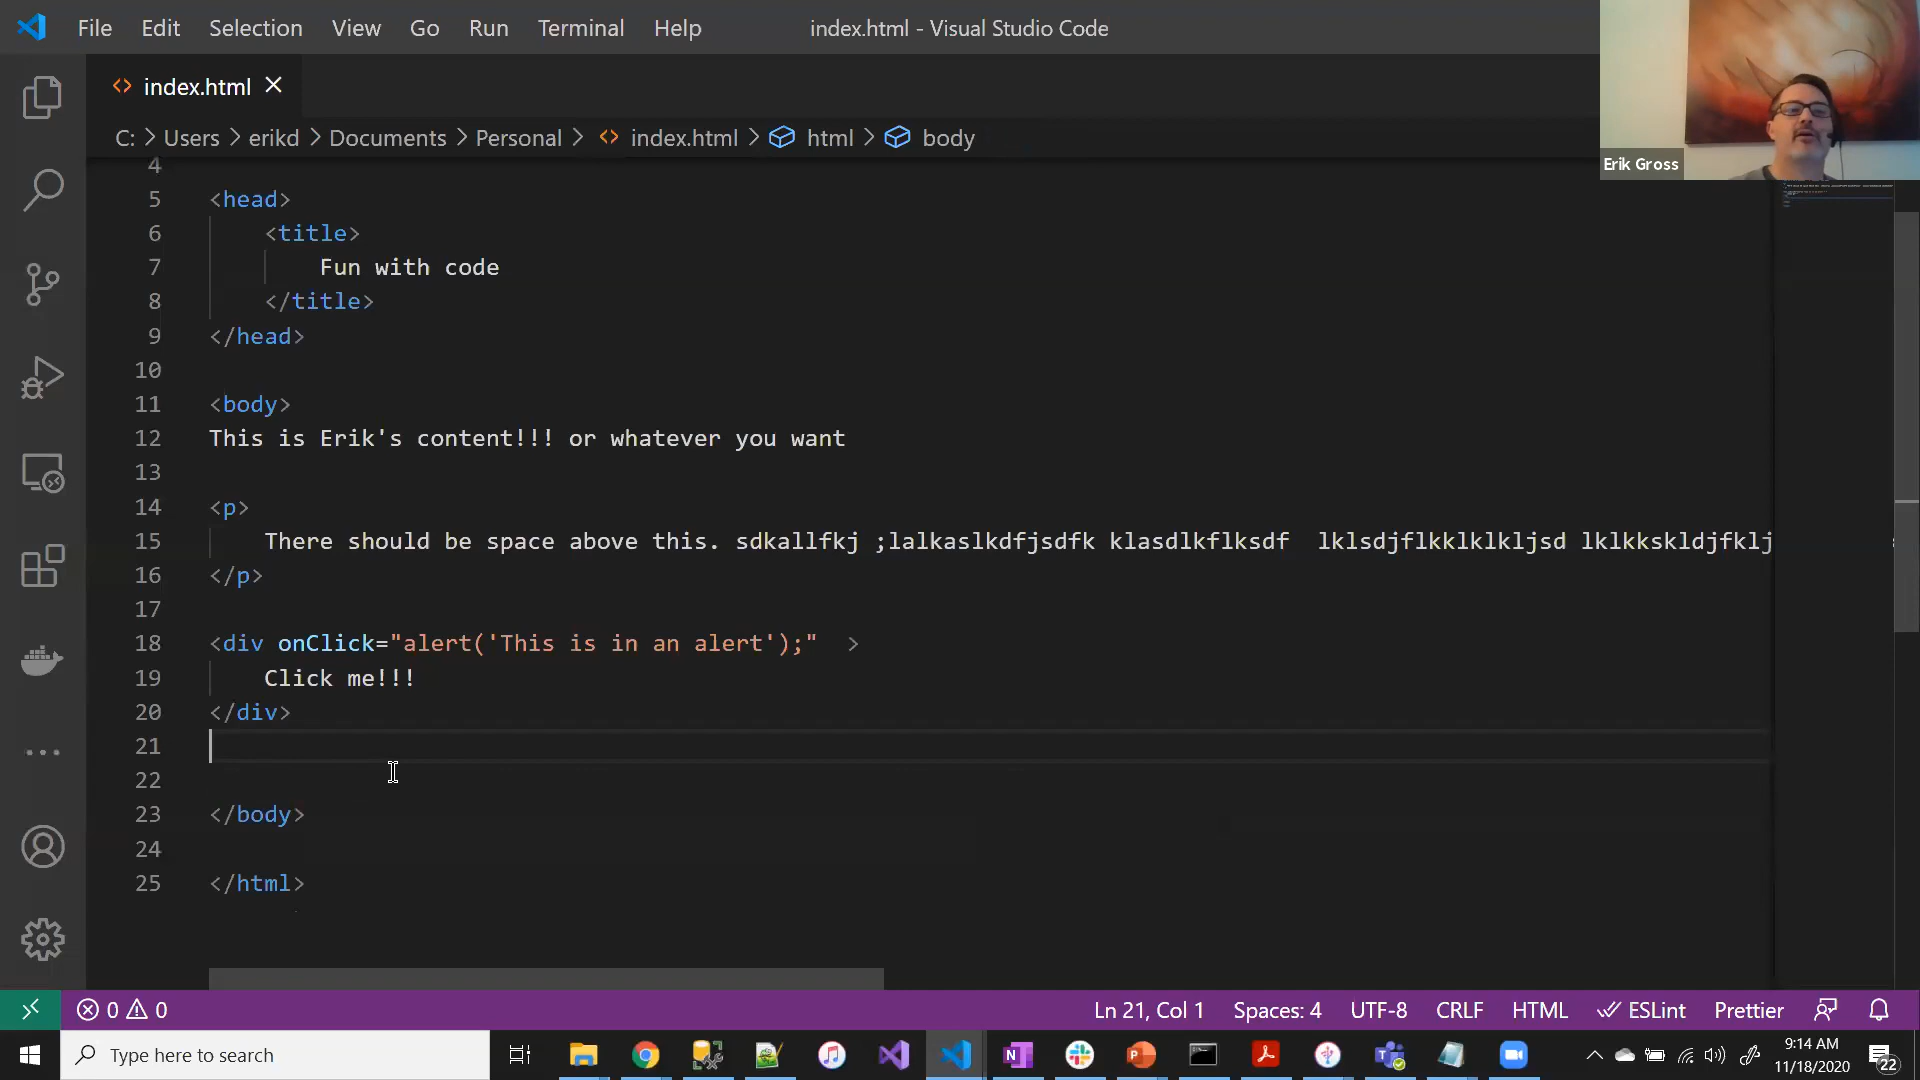 File Edit Selection View Go Run Terminal Help index.html - Visual Studio Code
index.html
C: > Users > erikd > Documents > Personal > index.html > html > body
Erik Gross
4
5 <head>
6 <title>
7 Fun with code
8 </title>
9 </head>
10
11 <body>
12 This is Erik's content!!! or whatever you want
13
14 <p>
15 There should be space above this. sdkallfkj ;lalkaslkdfjsdfk klasdlkflksdf  lklsdjflkklklkljsd lklkkskldjfklj
16 </p>
17
18 <div onClick="alert('This is in an alert');"  >
19 Click me!!!
20 </div>
21
22
23 </body>
24
25 </html>
0 0 Ln 21, Col 1 Spaces: 4 UTF-8 CRLF HTML ESLint Prettier
Type here to search
9:14 AM
11/18/2020
22